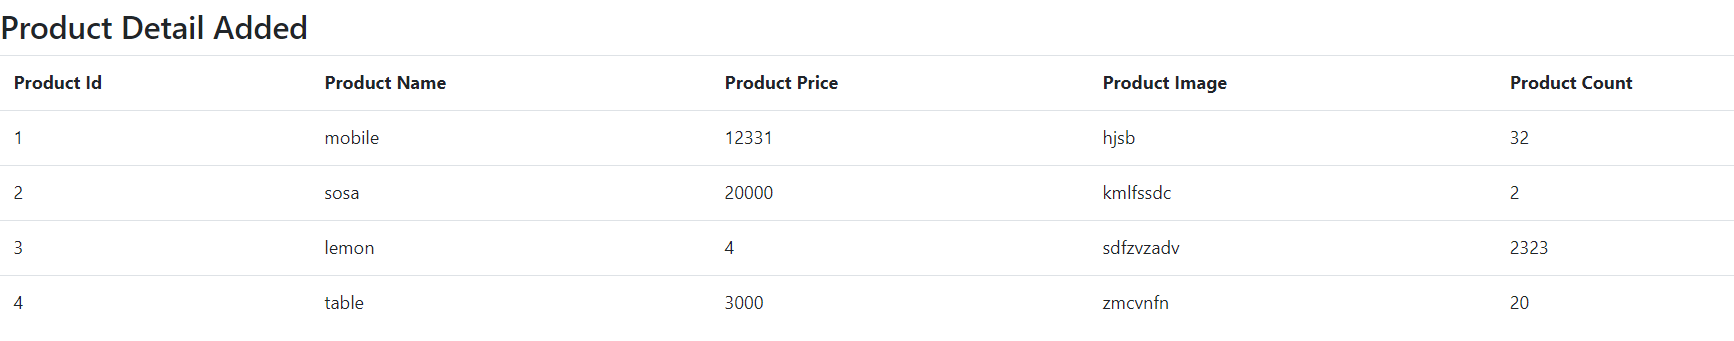 Product Detail Added
Product Id Product Name Product Price Product Image Product Count
1 mobile 12331 hjsb 32
2 sosa 20000 kmlfssdc 2
3 lemon 4 sdfzvzadv 2323
4 table 3000 zmcvnfn 20